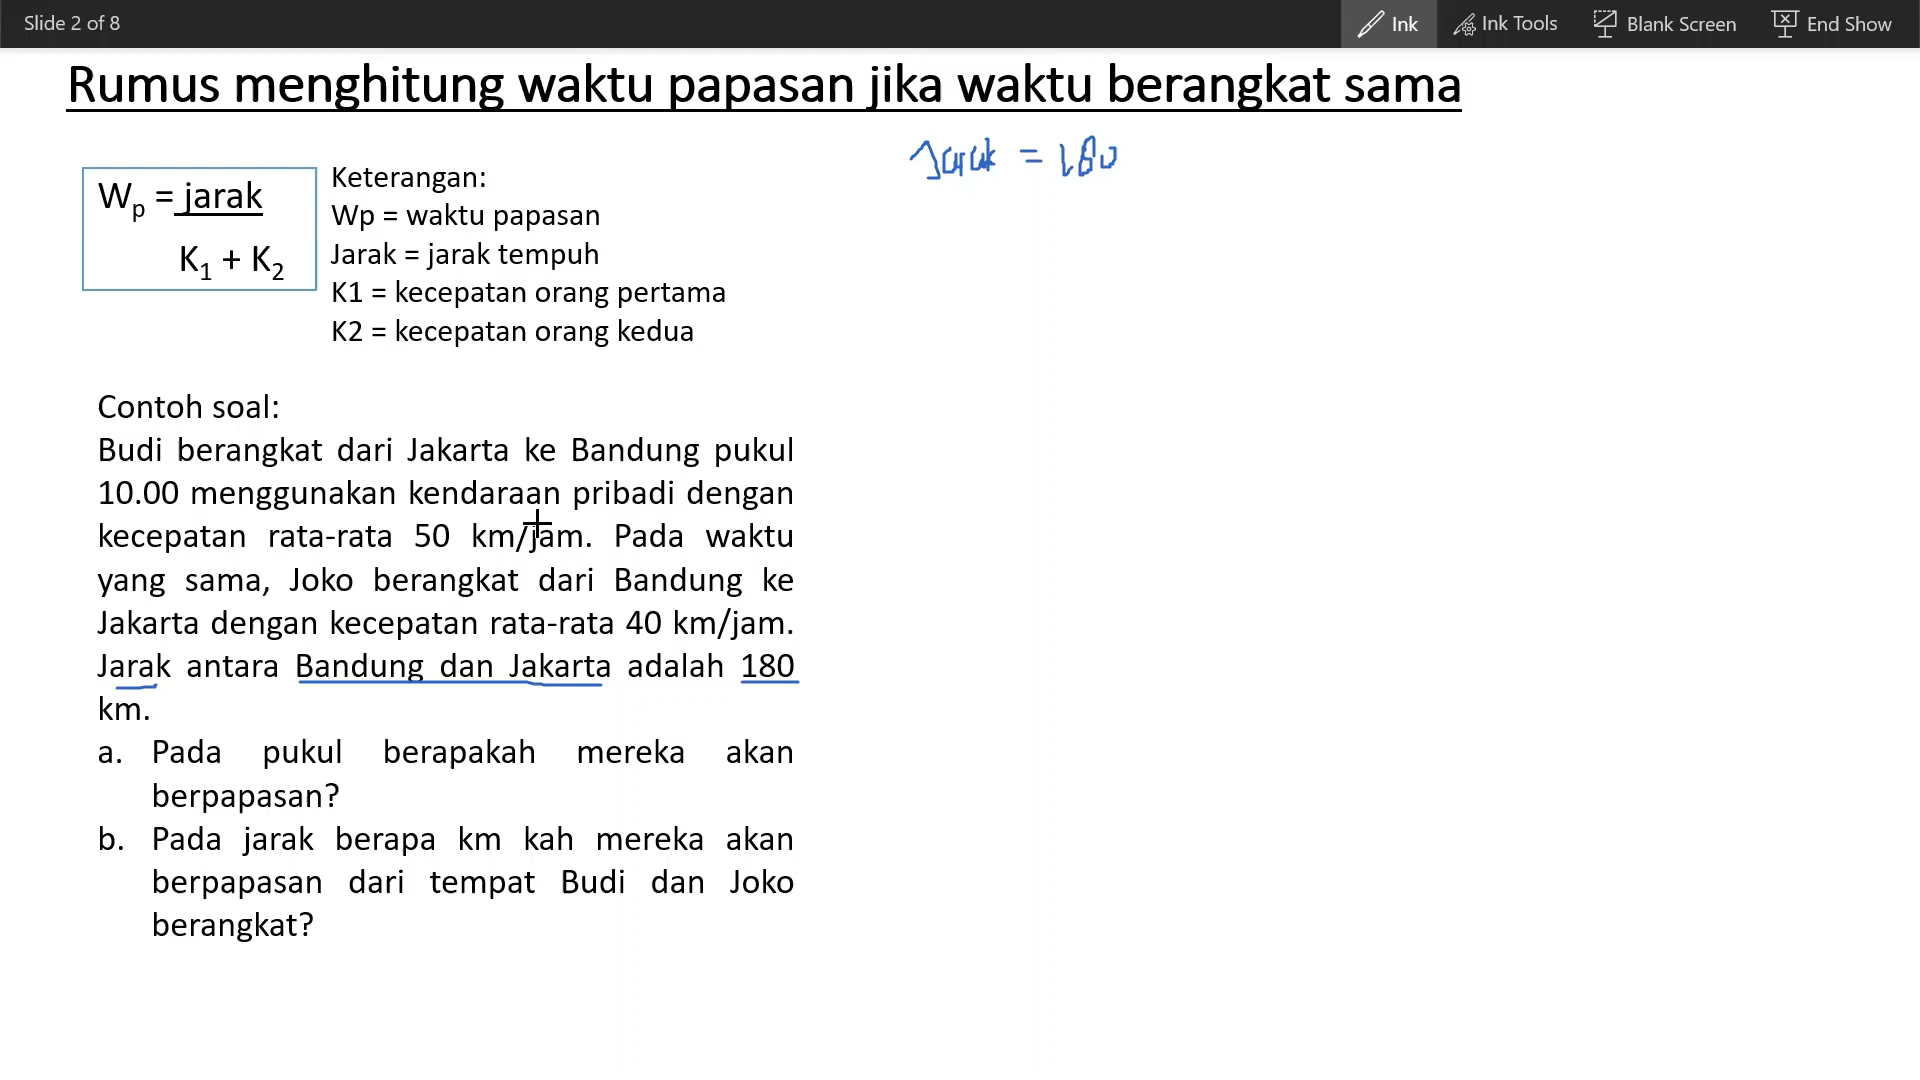 Slide 2 of 8
Ink
Ink Tools
Blank Screen
End Show
Rumus menghitung waktu papasan jika waktu berangkat sama
Jarak = 180
Wp = jarak
K1 + K2
Keterangan:
Wp = waktu papasan
Jarak = jarak tempuh
K1 = kecepatan orang pertama
K2 = kecepatan orang kedua
Contoh soal:
Budi berangkat dari Jakarta ke Bandung pukul
10.00 menggunakan kendaraan pribadi dengan
kecepatan rata-rata 50 km/jam. Pada waktu
yang sama, Joko berangkat dari Bandung ke
Jakarta dengan kecepatan rata-rata 40 km/jam.
Jarak antara Bandung dan Jakarta adalah 180
km.
a. Pada pukul berapakah mereka akan
berpapasan?
b. Pada jarak berapa km kah mereka akan
berpapasan dari tempat Budi dan Joko
berangkat?